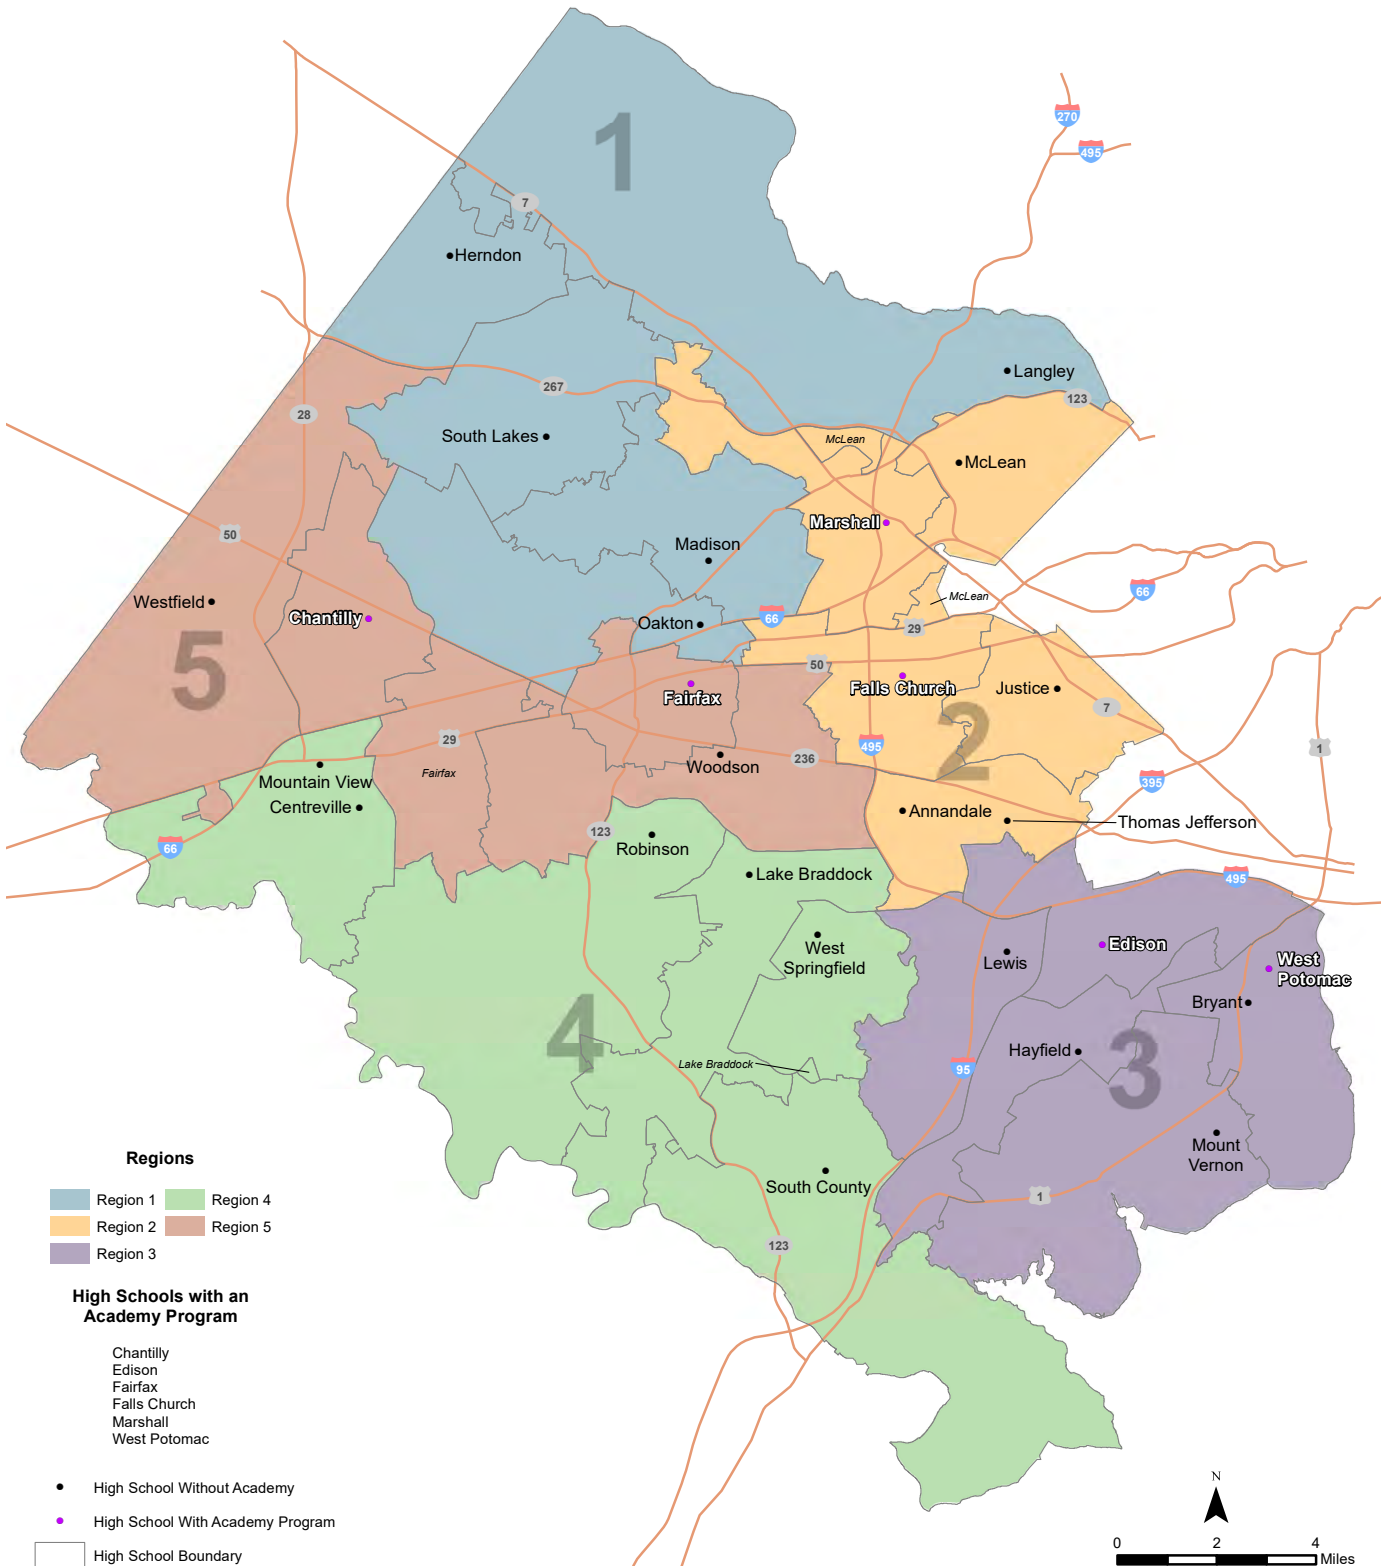 1
270
495
7
Herndon
Langley
267
123
28
South Lakes
McLean
McLean
Marshall
50
Madison
66
Westfield
McLean
Chantilly
66
Oakton
29
5
50
Fairfax
Falls Church
Justice
7
2
29
495
1
236
Woodson
Fairfax
Mountain View
395
Centreville
Annandale
Thomas Jefferson
123
66
Robinson
Lake Braddock
495
West
Springfield
Lewis
Edison
West
Potomac
Bryant
4
Hayfield
3
Lake Braddock
95
Mount
Vernon
South County
1
123
Regions
Region 1
Region 4
Region 2
Region 5
Region 3
High Schools with an
Academy Program
Chantilly
Edison
Fairfax
Falls Church
Marshall
West Potomac
High School Without Academy
High School With Academy Program
High School Boundary
N
0 2 4
Miles